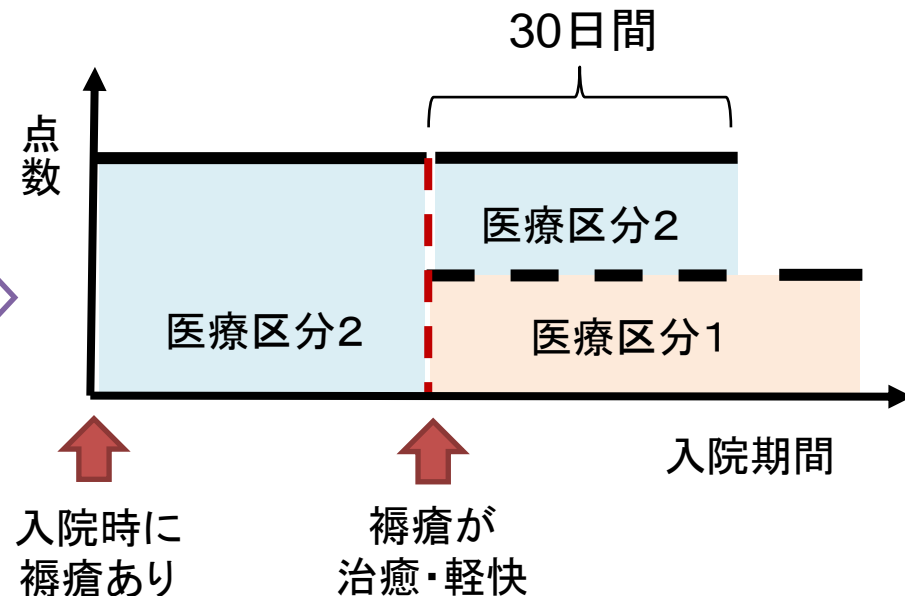 30日間
点
数
医療区分2
医療区分2
医療区分1
入院期間
入院時に
褥瘡あり
褥瘡が
治癒・軽快